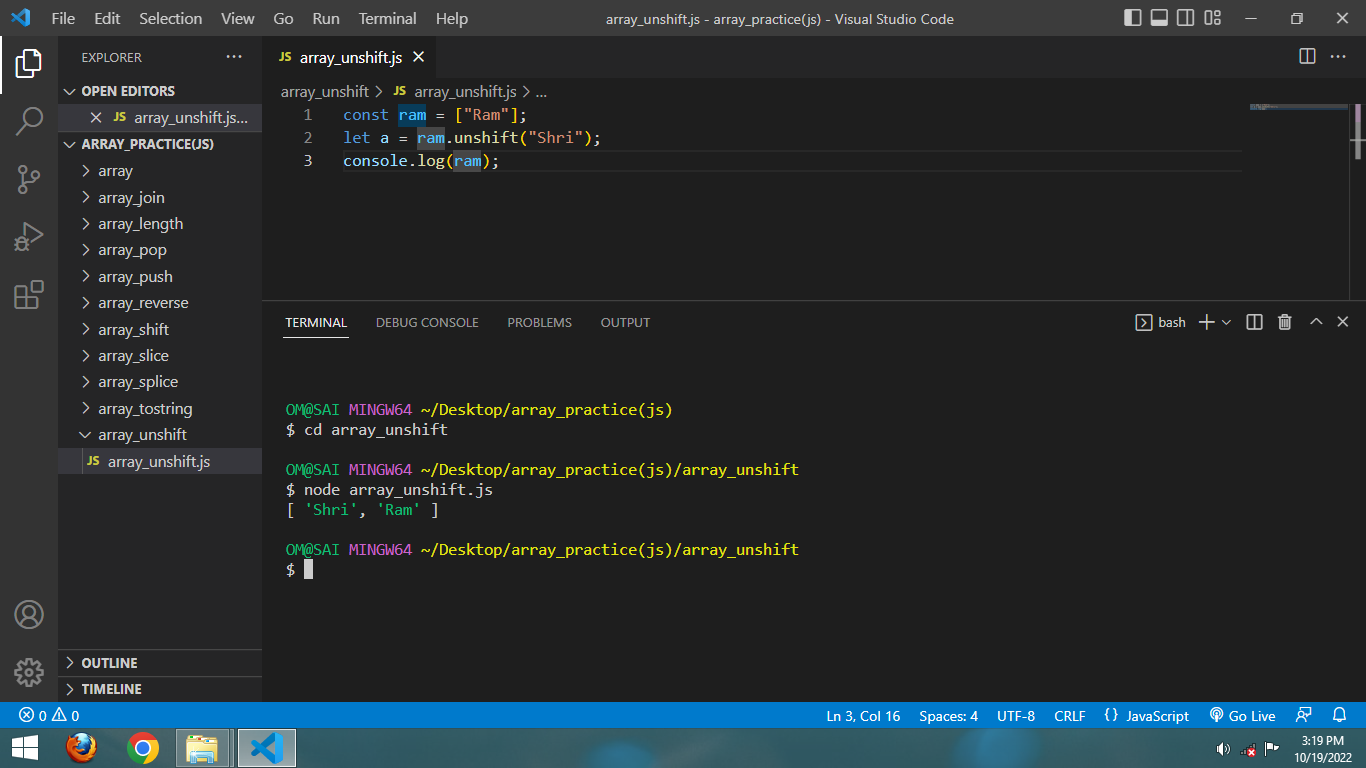 File Edit Selection View Go Run Terminal Help array_unshift.js - array_practice(js) - Visual Studio Code
EXPLORER ···
OPEN EDITORS
JS array_unshift.js...
ARRAY_PRACTICE(JS)
array
array_join
array_length
array_pop
array_push
array_reverse
array_shift
array_slice
array_splice
array_tostring
array_unshift
JS array_unshift.js
OUTLINE
TIMELINE
JS array_unshift.js
array_unshift > JS array_unshift.js > ...
1 const ram = ["Ram"];
2 let a = ram.unshift("Shri");
3 console.log(ram);
TERMINAL DEBUG CONSOLE PROBLEMS OUTPUT bash
OM@SAI MINGW64 ~/Desktop/array_practice(js)
$ cd array_unshift
OM@SAI MINGW64 ~/Desktop/array_practice(js)/array_unshift
$ node array_unshift.js
[ 'Shri', 'Ram' ]
OM@SAI MINGW64 ~/Desktop/array_practice(js)/array_unshift
$
0 0 Ln 3, Col 16 Spaces: 4 UTF-8 CRLF {} JavaScript Go Live
3:19 PM
10/19/2022